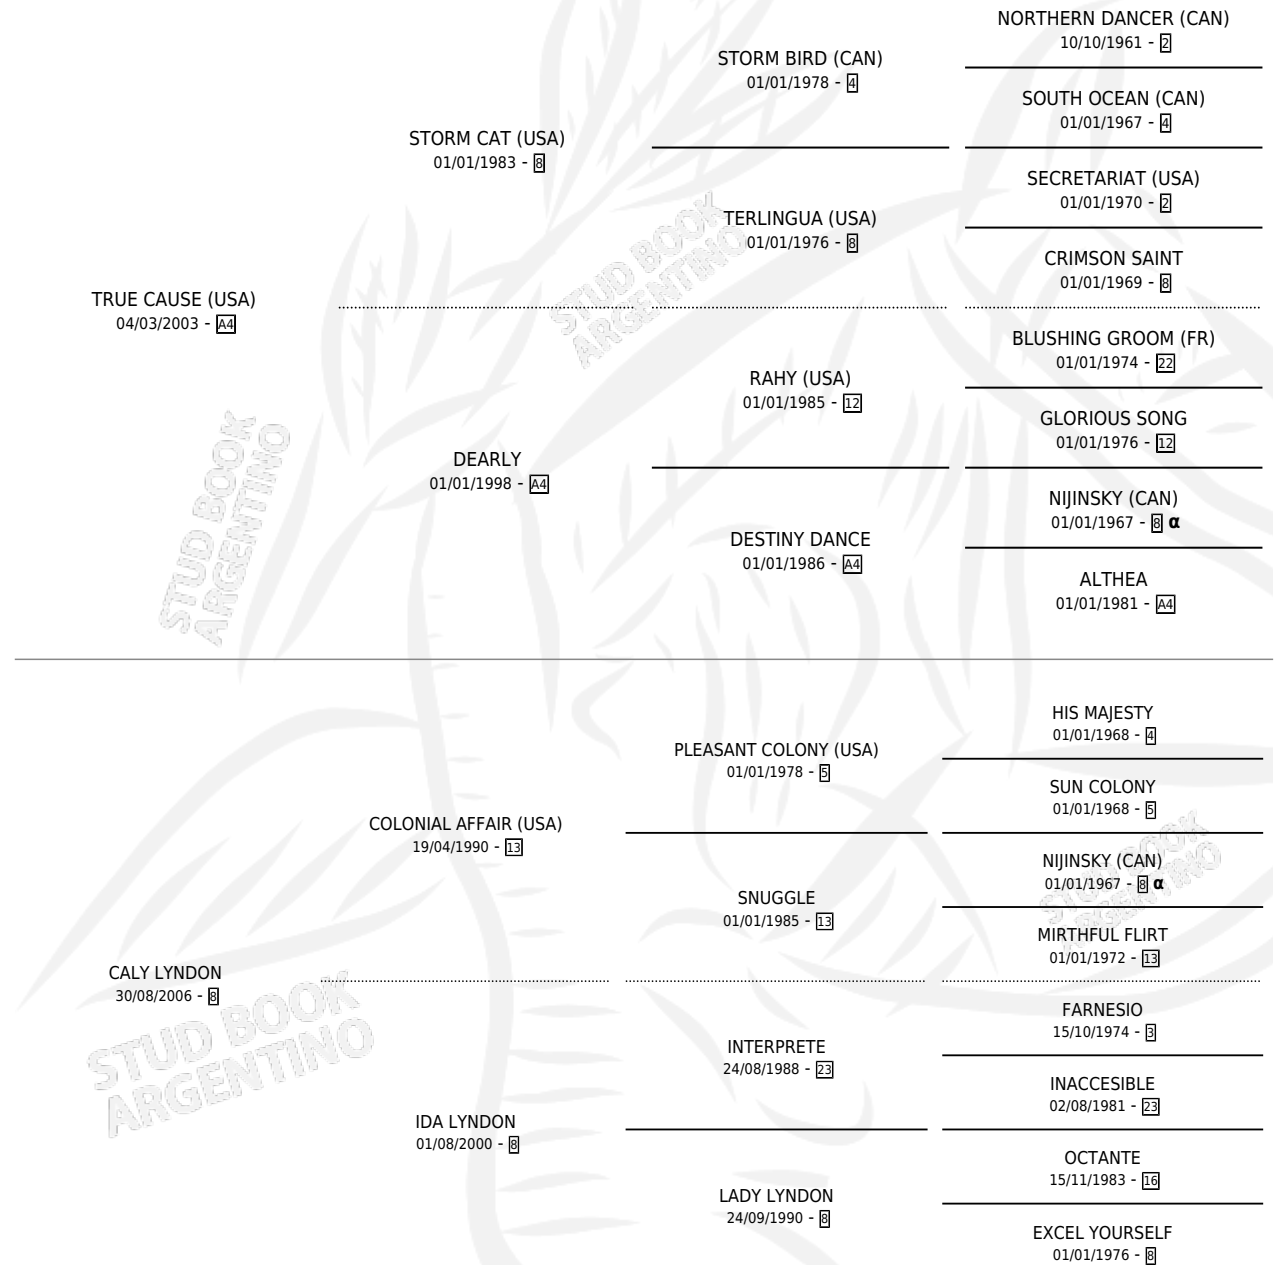 NORTHERN DANCER (CAN)
10/10/1961 - 2
STORM BIRD (CAN)
01/01/1978 - 4
SOUTH OCEAN (CAN)
01/01/1967 - 4
STORM CAT (USA)
01/01/1983 - 8
SECRETARIAT (USA)
01/01/1970 - 2
TERLINGUA (USA)
01/01/1976 - 8
CRIMSON SAINT
01/01/1969 - 8
TRUE CAUSE (USA)
04/03/2003 - A4
BLUSHING GROOM (FR)
01/01/1974 - 22
RAHY (USA)
01/01/1985 - 12
GLORIOUS SONG
01/01/1976 - 12
DEARLY
01/01/1998 - A4
NIJINSKY (CAN)
01/01/1967 - 8 α
DESTINY DANCE
01/01/1986 - A4
ALTHEA
01/01/1981 - A4
HIS MAJESTY
01/01/1968 - 4
PLEASANT COLONY (USA)
01/01/1978 - 5
SUN COLONY
01/01/1968 - 5
COLONIAL AFFAIR (USA)
19/04/1990 - 13
NIJINSKY (CAN)
01/01/1967 - 8 α
SNUGGLE
01/01/1985 - 13
MIRTHFUL FLIRT
01/01/1972 - 13
CALY LYNDON
30/08/2006 - 8
FARNESIO
15/10/1974 - 3
INTERPRETE
24/08/1988 - 23
INACCESIBLE
02/08/1981 - 23
IDA LYNDON
01/08/2000 - 8
OCTANTE
15/11/1983 - 16
LADY LYNDON
24/09/1990 - 8
EXCEL YOURSELF
01/01/1976 - 8
STUD BOOK
ARGENTINO
STUD BOOK
ARGENTINO
STUD BOOK
ARGENTINO
STUD BOOK
ARGENTINO